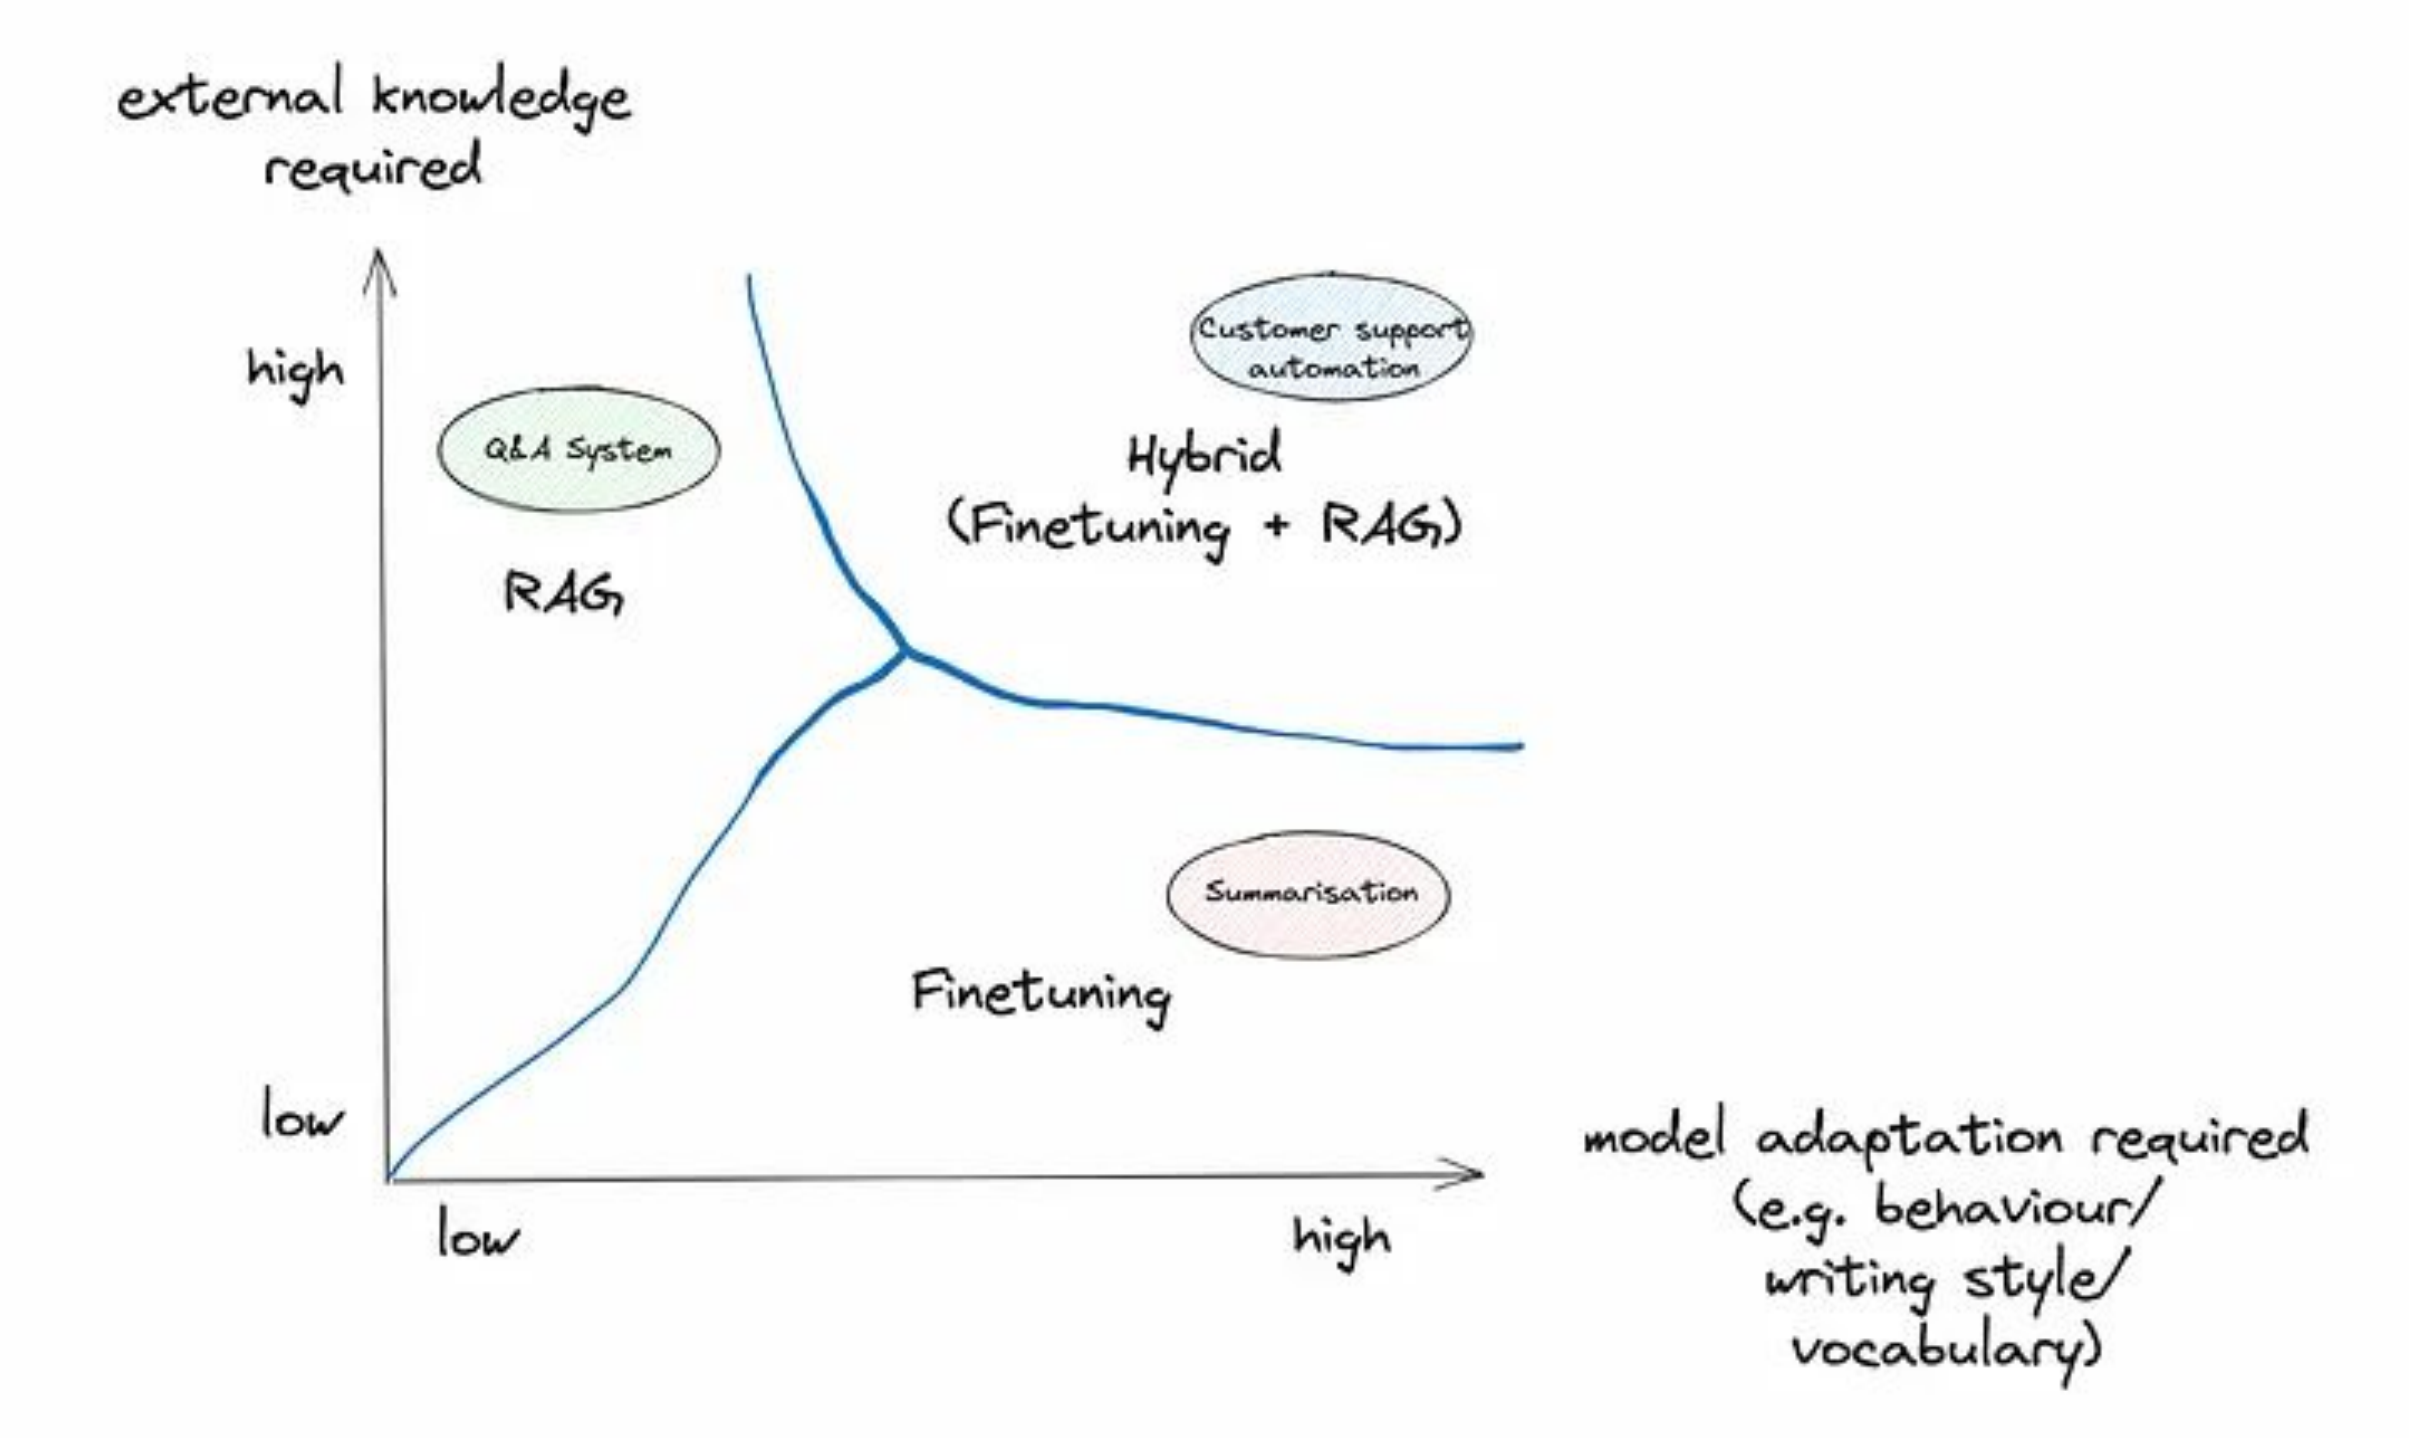 external knowledge
required
high
Q&A System
RAG
Customer support
automation
Hybrid
(Finetuning + RAG)
Summarisation
Finetuning
low
low
high
model adaptation required
(e.g. behaviour/
writing style/
vocabulary)